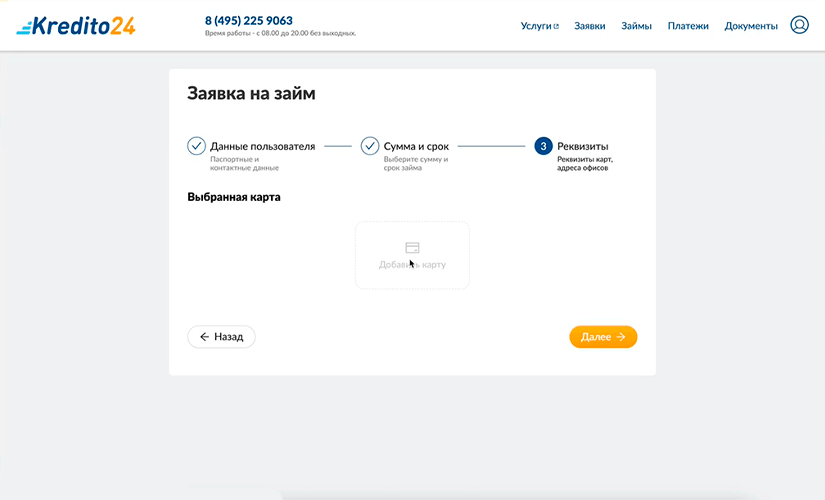 Kredito24
8 (495) 225 9063
Время работы - с 08.00 до 20.00 без выходных.
Услуги
Заявки
Займы
Платежи
Документы
Заявка на займ
Данные пользователя
Паспортные и
контактные данные
Сумма и срок
Выберите сумму и
срок займа
3
Реквизиты
Реквизиты карт,
адреса офисов
Выбранная карта
Добавить карту
Назад
Далее